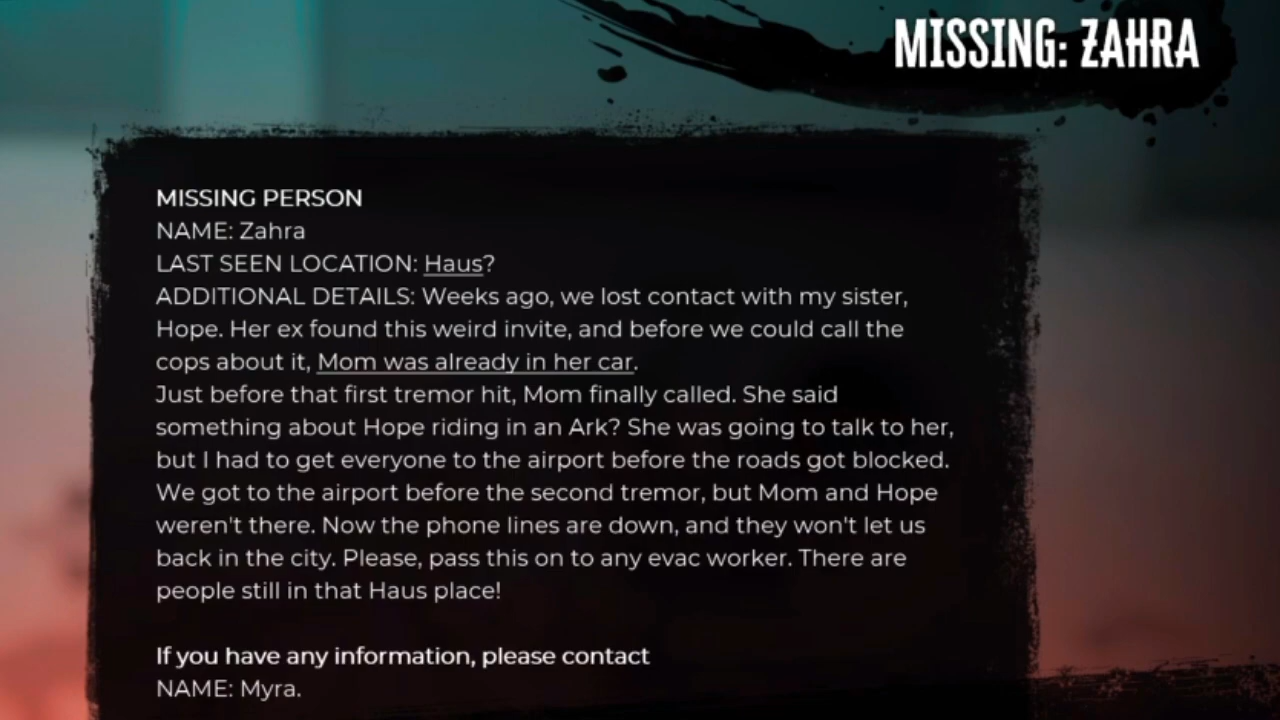 MISSING: ZAHRA
MISSING PERSON
NAME: Zahra
LAST SEEN LOCATION: Haus?
ADDITIONAL DETAILS: Weeks ago, we lost contact with my sister,
Hope. Her ex found this weird invite, and before we could call the
cops about it, Mom was already in her car.
Just before that first tremor hit, Mom finally called. She said
something about Hope riding in an Ark? She was going to talk to her,
but I had to get everyone to the airport before the roads got blocked.
We got to the airport before the second tremor, but Mom and Hope
weren't there. Now the phone lines are down, and they won't let us
back in the city. Please, pass this on to any evac worker. There are
people still in that Haus place!
If you have any information, please contact
NAME: Myra.